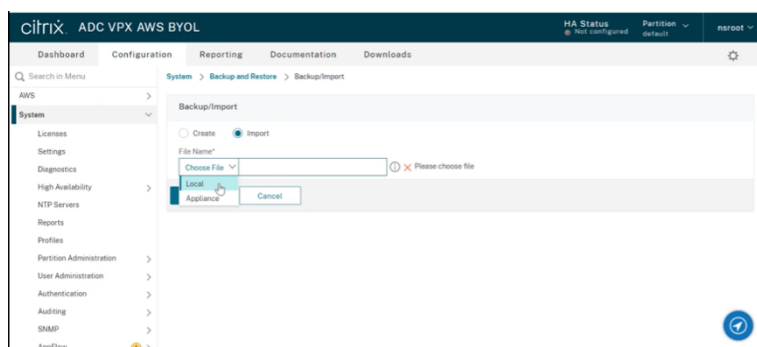 citrix. ADC VPX AWS BYOL
HA Status
Not configured
Partition
default
nsroot
Dashboard Configuration Reporting Documentation Downloads
Search in Menu
System > Backup and Restore > Backup/Import
AWS
System
Licenses
Settings
Diagnostics
High Availability
NTP Servers
Reports
Profiles
Partition Administration
User Administration
Authentication
Auditing
SNMP
AppFlow
Backup/Import
Create Import
File Name*
Choose File Please choose file
Local
Appliance
Cancel